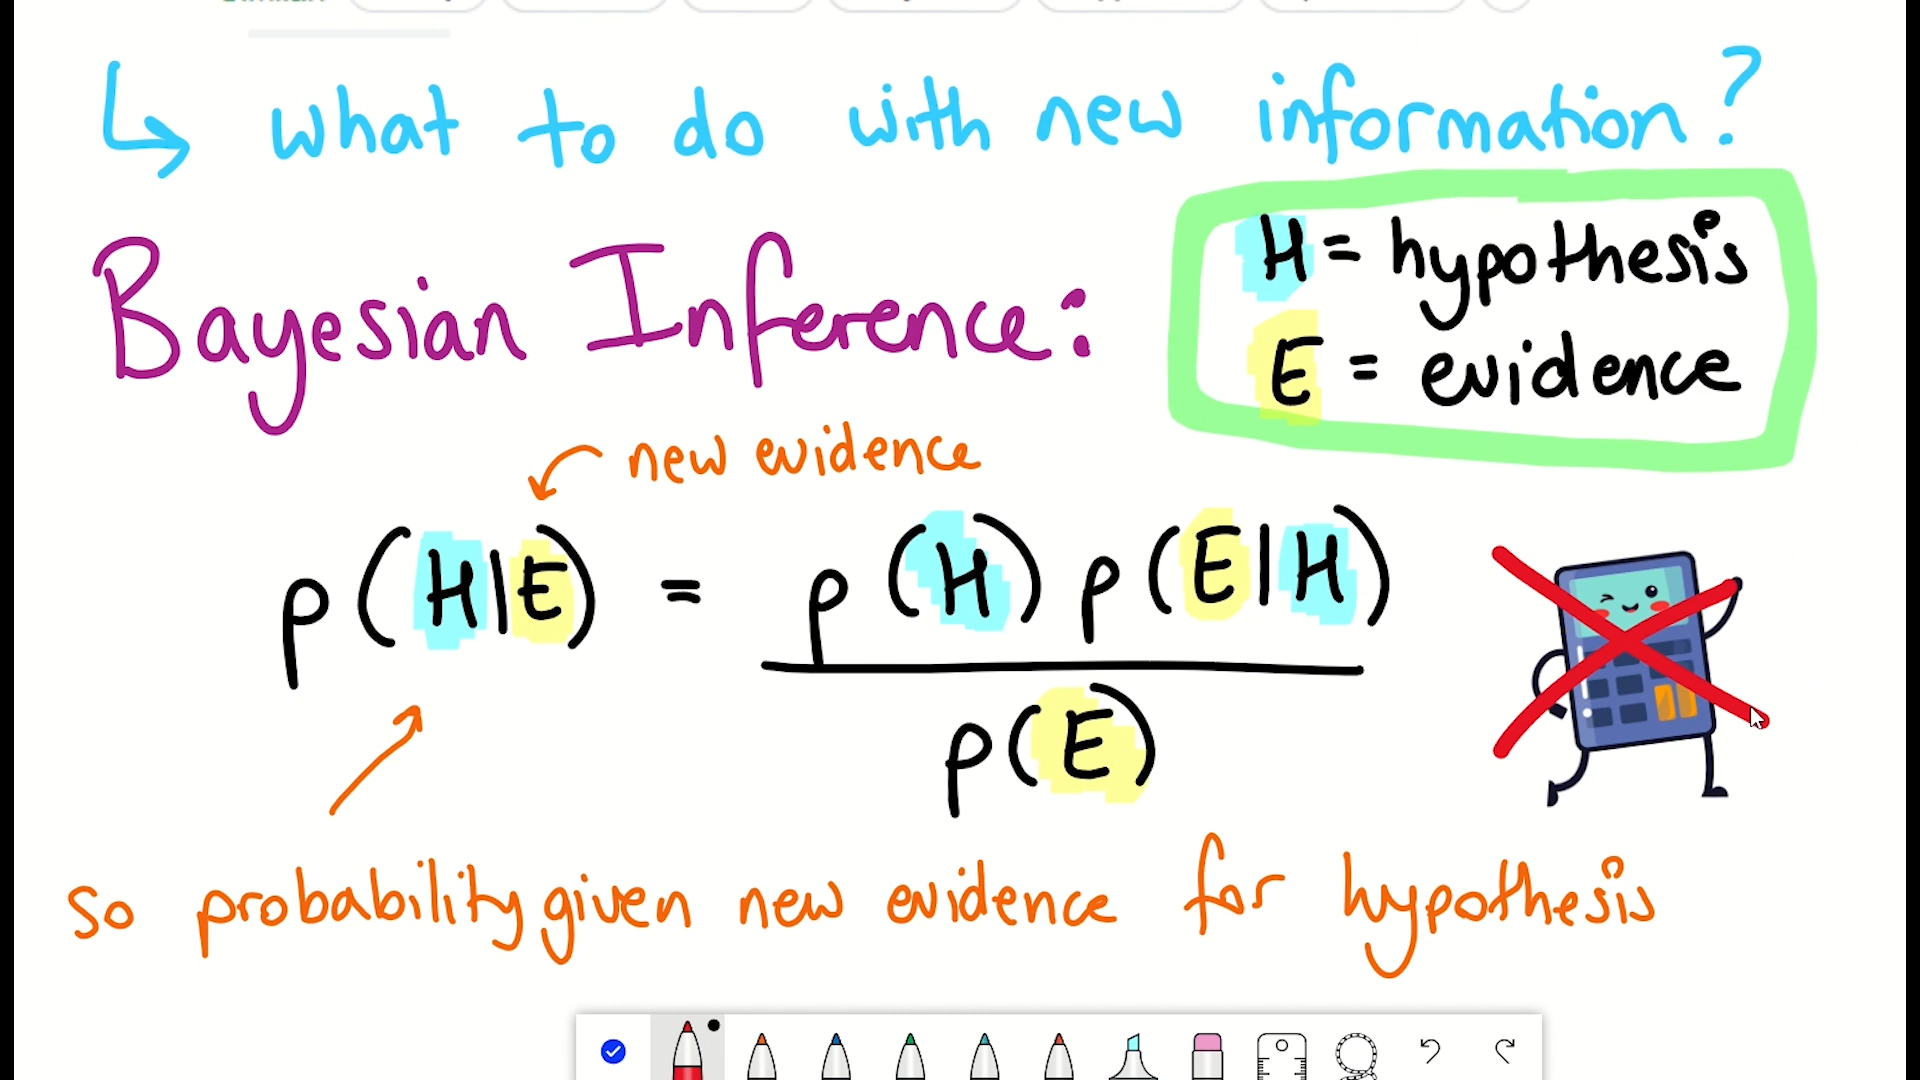 ↳ what to do with new information?
Bayesian Inference:
H = hypothesis
E = evidence
new evidence
p(H|E) = p(H) p(E|H)
p(E)
so probability given new evidence for hypothesis